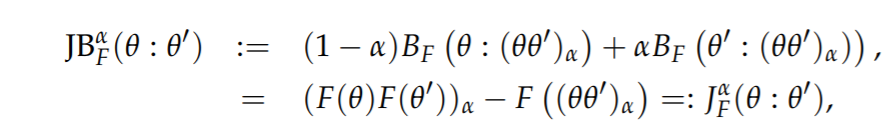 JB_F^α(θ : θ′) := (1 − α)B_F (θ : (θθ′)_α) + αB_F (θ′ : (θθ′)_α)) ,
= (F(θ)F(θ′))_α − F ((θθ′)_α) =: J_F^α(θ : θ′),